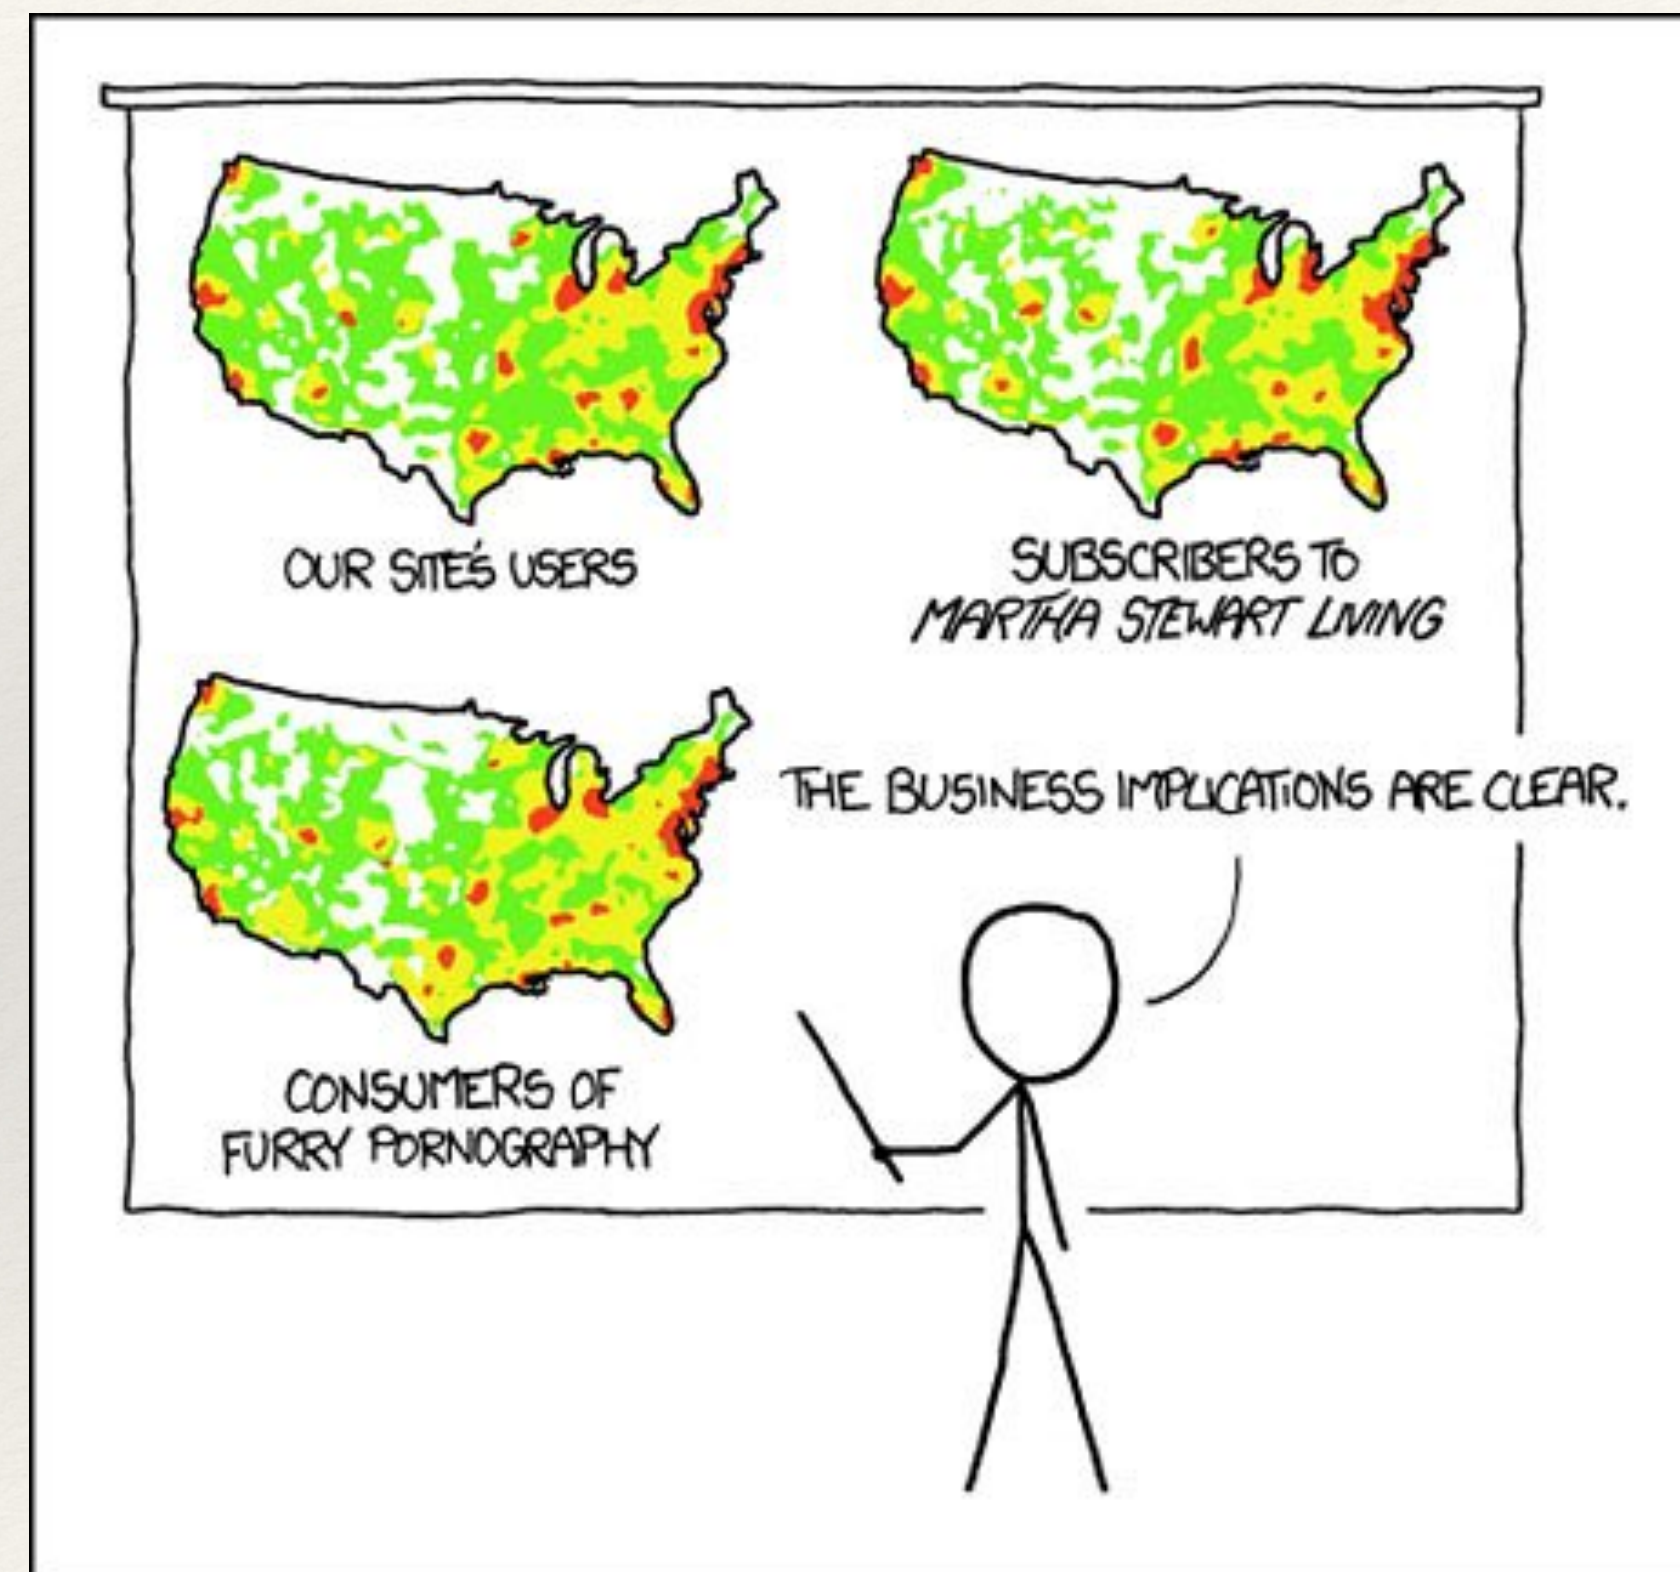 OUR SITE'S USERS
SUBSCRIBERS TO
MARTHA STEWART LIVING
CONSUMERS OF
FURRY PORNOGRAPHY
THE BUSINESS IMPLICATIONS ARE CLEAR.